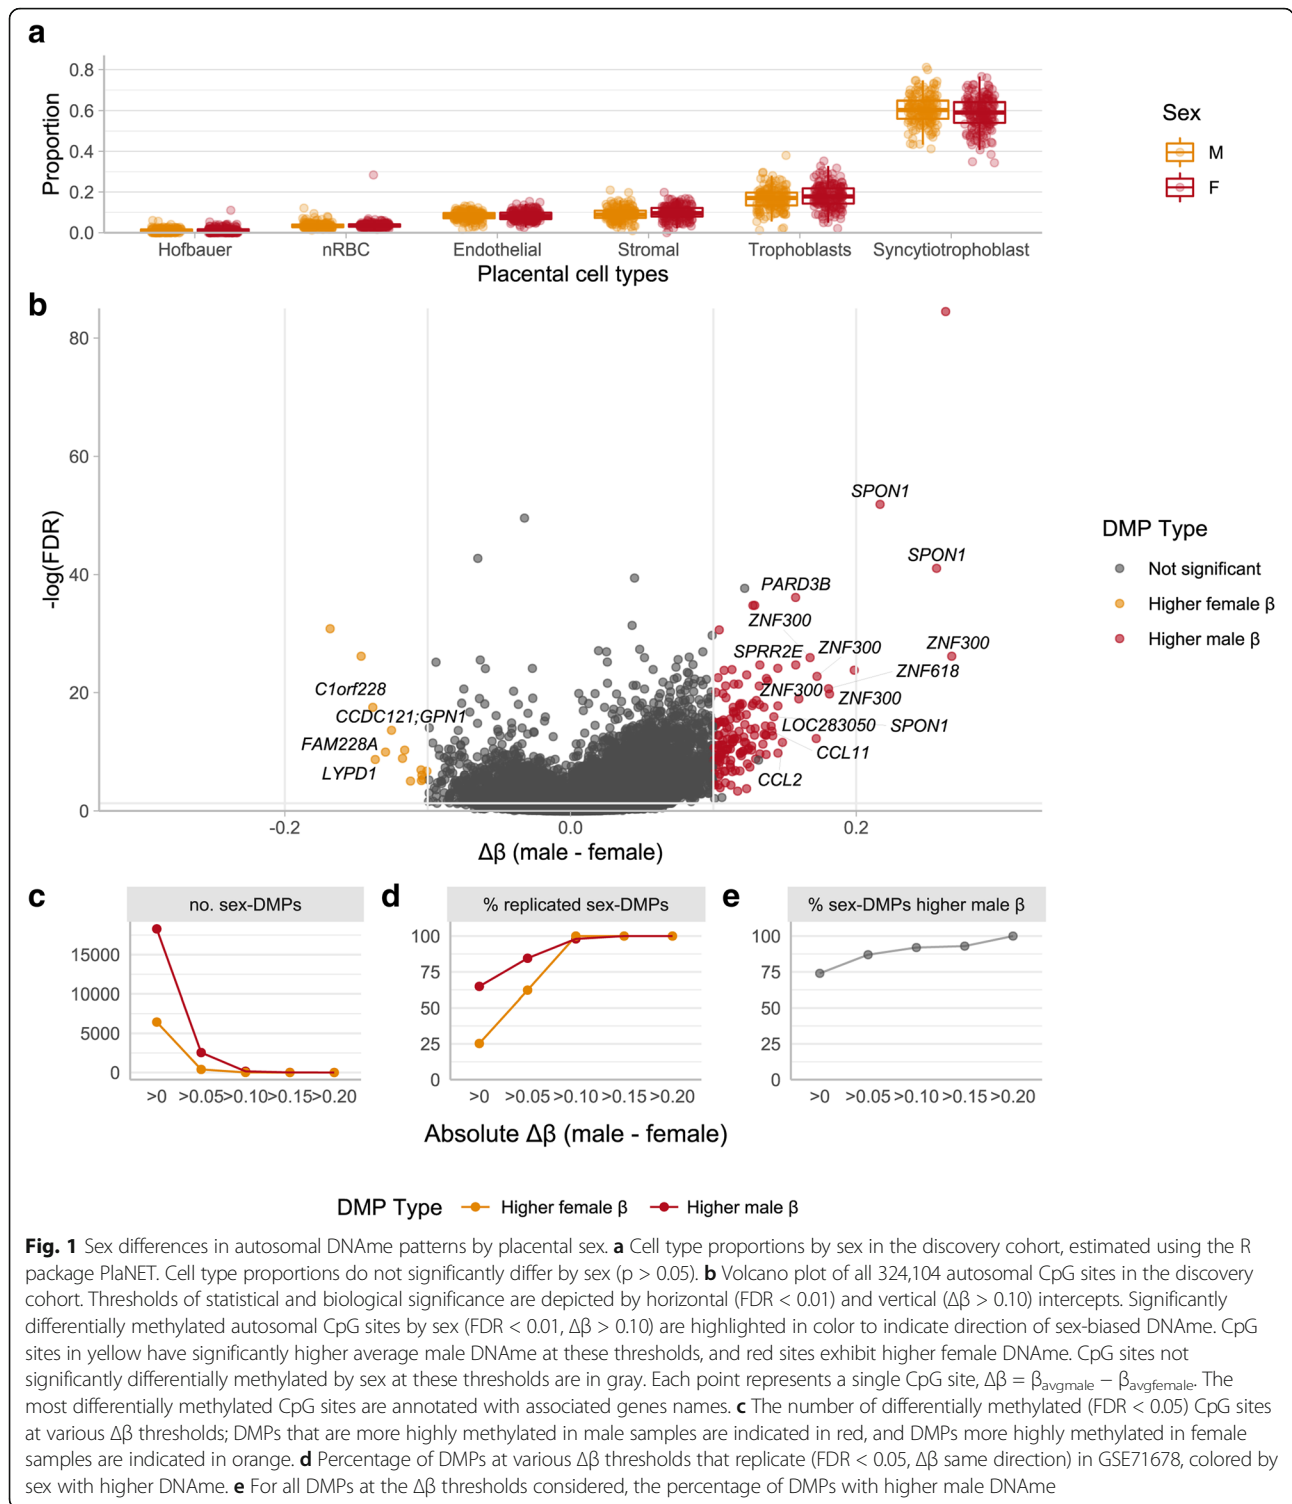 a
0.8
0.6
0.4
0.2
0.0
Proportion
Hofbauer nRBC Endothelial Stromal Trophoblasts Syncytiotrophoblast
Placental cell types
Sex
M
F
b
80
60
40
20
0
-log(FDR)
SPON1
SPON1
PARD3B
ZNF300
ZNF300
ZNF300
SPRR2E
ZNF618
ZNF300
ZNF300
C1orf228
CCDC121;GPN1
LOC283050 SPON1
FAM228A
CCL11
LYPD1
CCL2
-0.2 0.0 0.2
Δβ (male - female)
DMP Type
Not significant
Higher female β
Higher male β
c
no. sex-DMPs
15000
10000
5000
0
>0 >0.05 >0.10 >0.15 >0.20
d
% replicated sex-DMPs
100
75
50
25
0
>0 >0.05 >0.10 >0.15 >0.20
e
% sex-DMPs higher male β
100
75
50
25
0
>0 >0.05 >0.10 >0.15 >0.20
Absolute Δβ (male - female)
DMP Type Higher female β Higher male β
Fig. 1 Sex differences in autosomal DNAme patterns by placental sex. a Cell type proportions by sex in the discovery cohort, estimated using the R
package PlaNET. Cell type proportions do not significantly differ by sex (p > 0.05). b Volcano plot of all 324,104 autosomal CpG sites in the discovery
cohort. Thresholds of statistical and biological significance are depicted by horizontal (FDR < 0.01) and vertical (Δβ > 0.10) intercepts. Significantly
differentially methylated autosomal CpG sites by sex (FDR < 0.01, Δβ > 0.10) are highlighted in color to indicate direction of sex-biased DNAme. CpG
sites in yellow have significantly higher average male DNAme at these thresholds, and red sites exhibit higher female DNAme. CpG sites not
significantly differentially methylated by sex at these thresholds are in gray. Each point represents a single CpG site, Δβ = βavgmale − βavgfemale. The
most differentially methylated CpG sites are annotated with associated genes names. c The number of differentially methylated (FDR < 0.05) CpG sites
at various Δβ thresholds; DMPs that are more highly methylated in male samples are indicated in red, and DMPs more highly methylated in female
samples are indicated in orange. d Percentage of DMPs at various Δβ thresholds that replicate (FDR < 0.05, Δβ same direction) in GSE71678, colored by
sex with higher DNAme. e For all DMPs at the Δβ thresholds considered, the percentage of DMPs with higher male DNAme